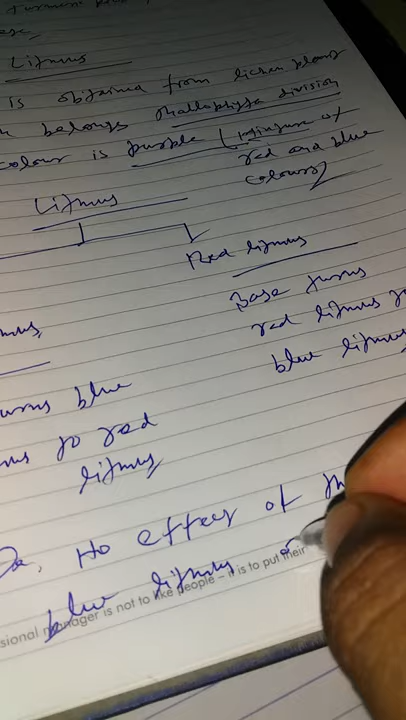 Litmus
is obtained from lichen plant
belongs thallophyta division
colour is purple (mixture of
red and blue
colours)
Litmus
Red litmus
Base turns
red litmus to
blue litmus
turns blue
to red
litmus
No effect of
blue litmus
manager is not to like people – it is to put their